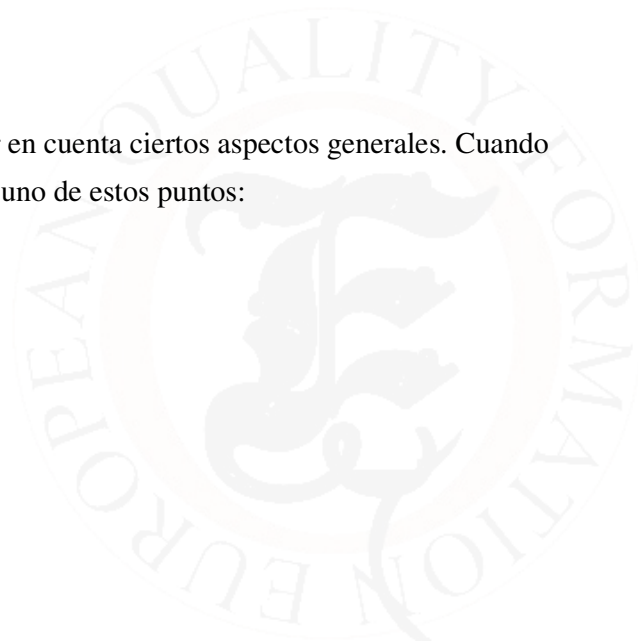 en cuenta ciertos aspectos generales. Cuando
uno de estos puntos:
EUROPEAN QUALITY FORMATION